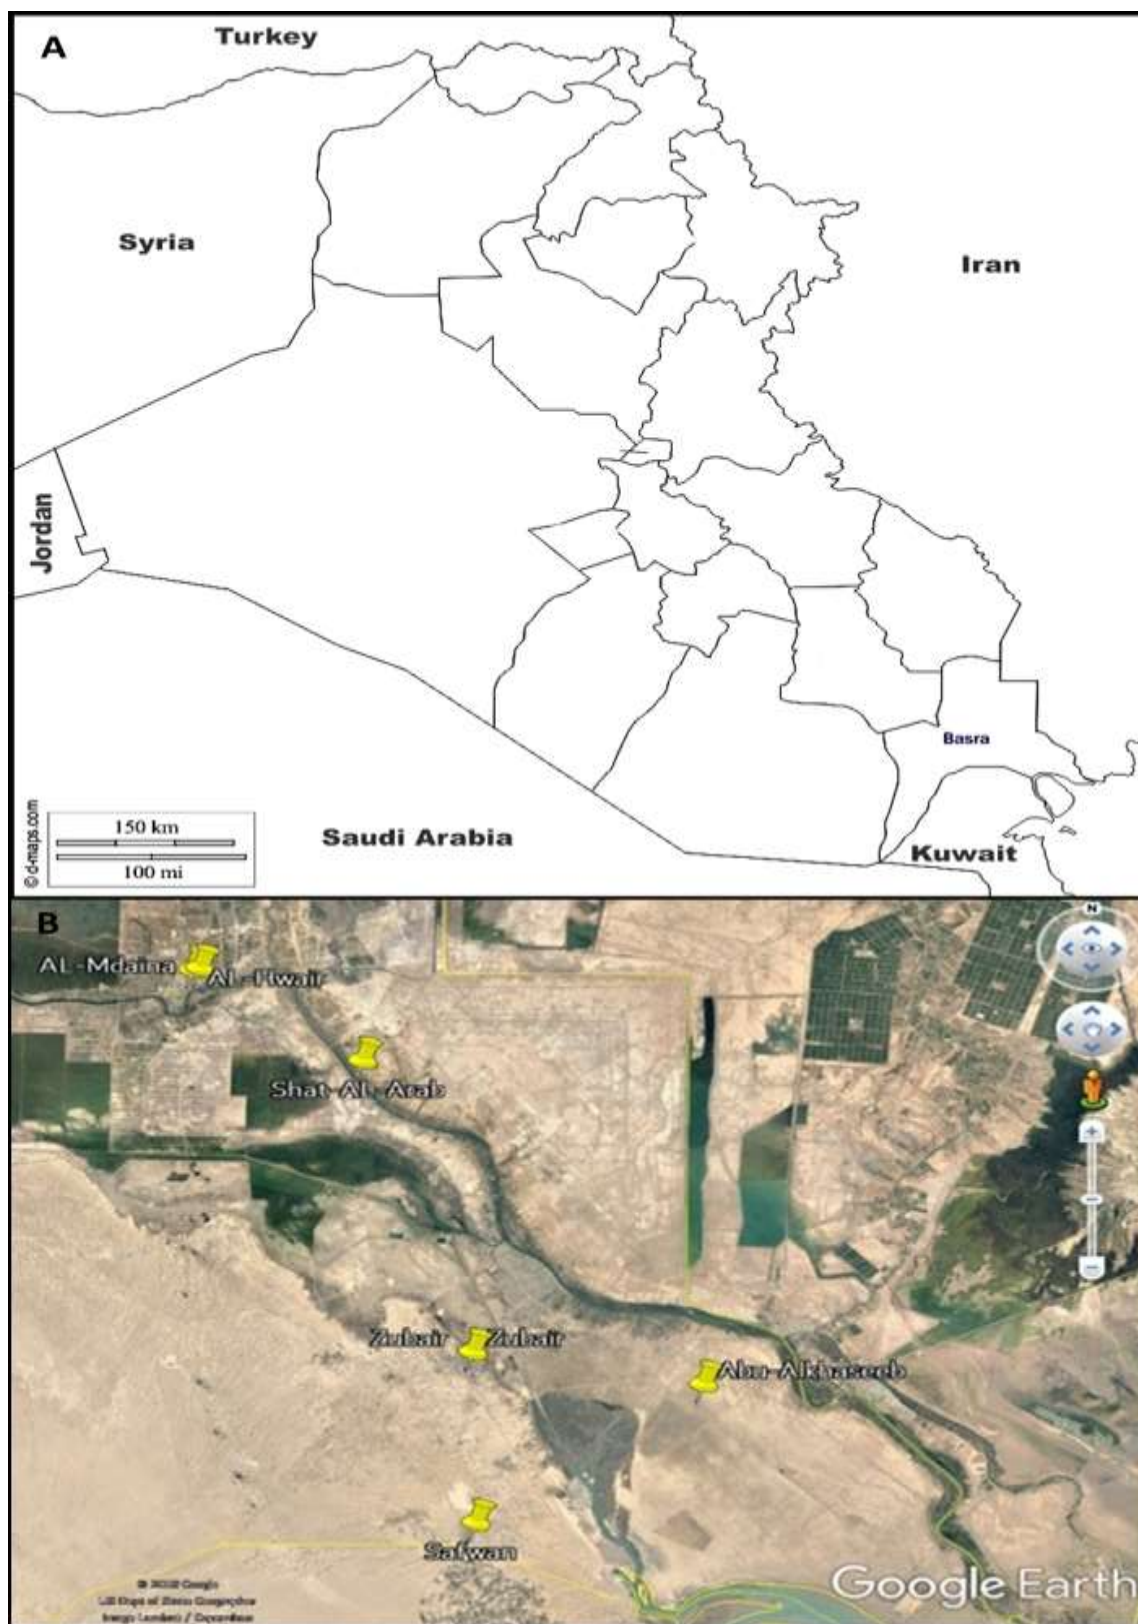 A
Turkey
Syria
Iran
Jordan
Basra
© d-maps.com
150 km
100 mi
Saudi Arabia
Kuwait
B
N
AL-Mdaina
AL-Hwair
Shat-AL-Arab
Zubair
Zubair
Abu-Alkhaseeb
Safwan
Google
Google Earth